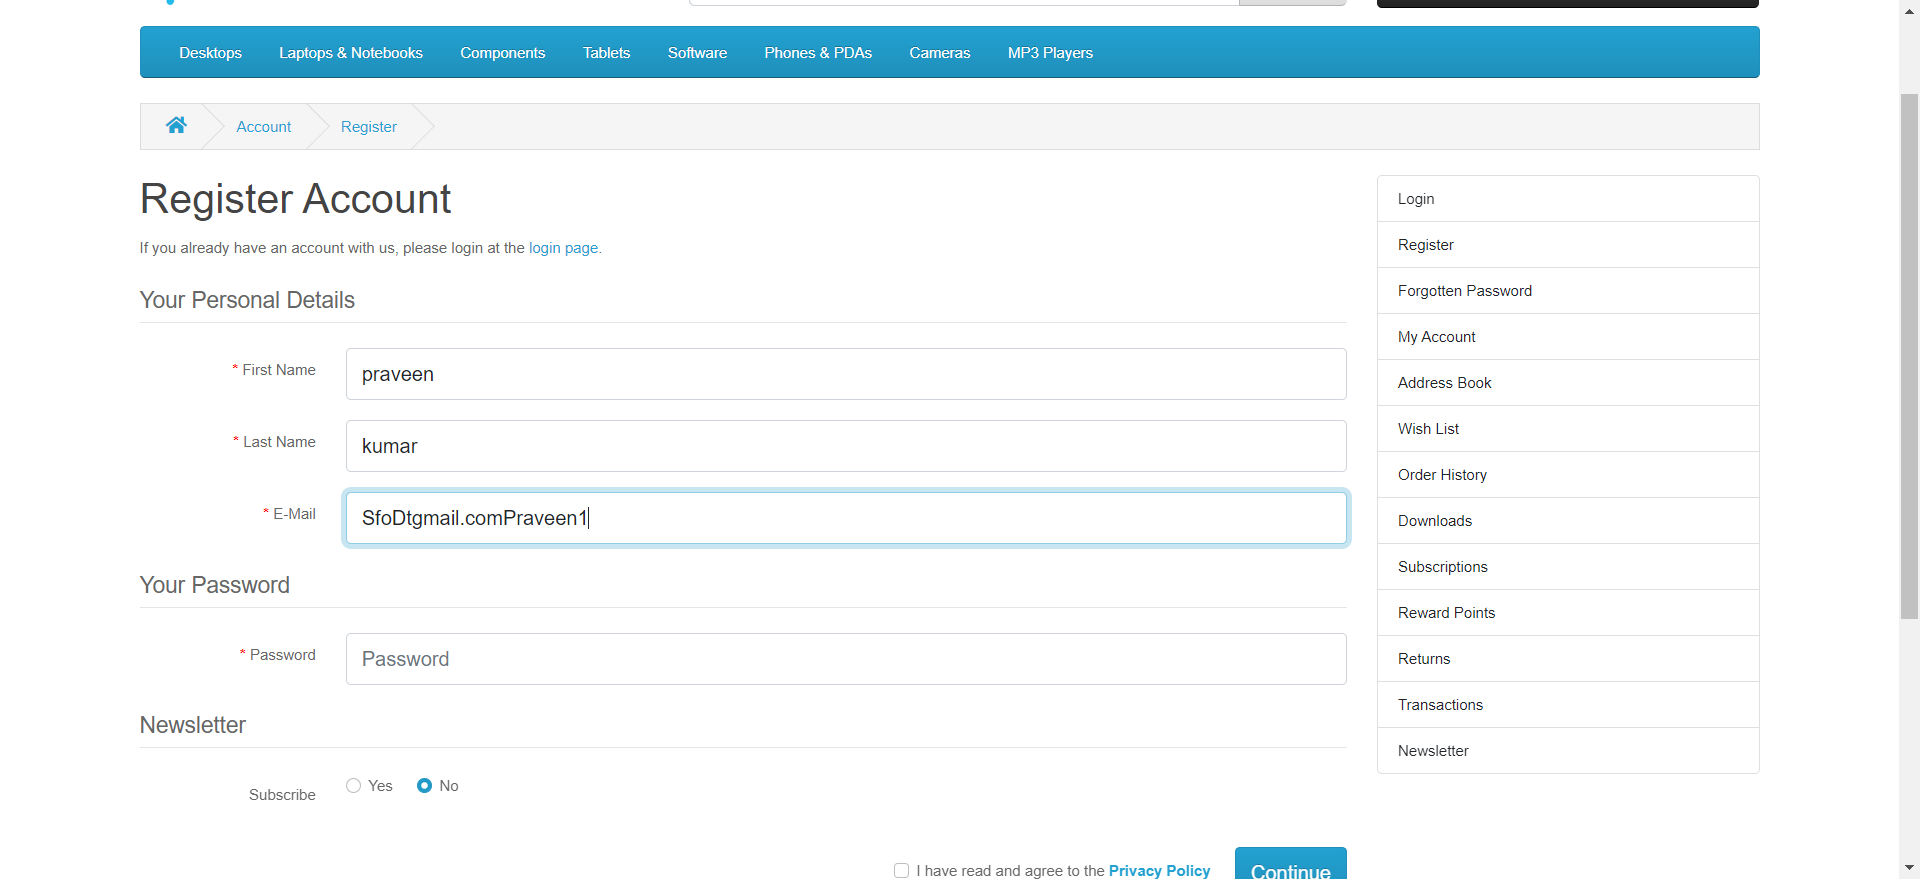 Desktops Laptops & Notebooks Components Tablets Software Phones & PDAs Cameras MP3 Players
Account Register
Register Account
If you already have an account with us, please login at the login page.
Your Personal Details
* First Name praveen
* Last Name kumar
* E-Mail SfoDtgmail.comPraveen1
Your Password
* Password Password
Newsletter
Subscribe Yes No
I have read and agree to the Privacy Policy Continue
Login
Register
Forgotten Password
My Account
Address Book
Wish List
Order History
Downloads
Subscriptions
Reward Points
Returns
Transactions
Newsletter